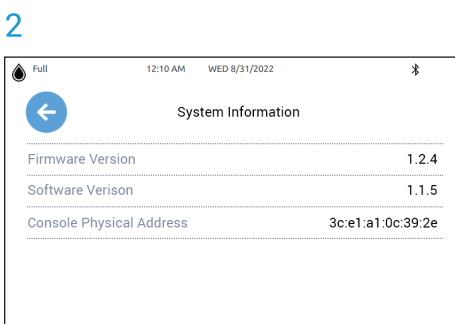 2
Full 12:10 AM WED 8/31/2022
System Information
Firmware Version 1.2.4
Software Verison 1.1.5
Console Physical Address 3c:e1:a1:0c:39:2e